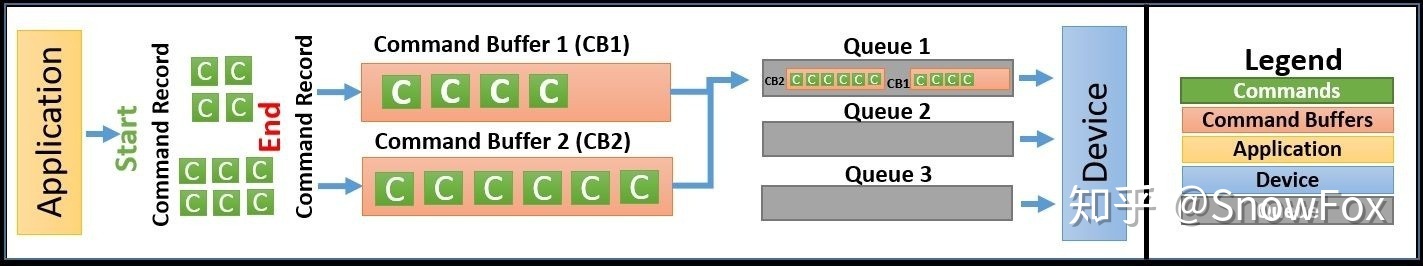 Application
Start
Command Record
C C
C C
C C C
C C C
End
Command Record
Command Buffer 1 (CB1)
C C C C
Command Buffer 2 (CB2)
C C C C C C
Queue 1
CB2 C C C C C C CB1 C C C C
Queue 2
Queue 3
Device
Legend
Commands
Command Buffers
Application
Device
Queue
知乎 @SnowFox